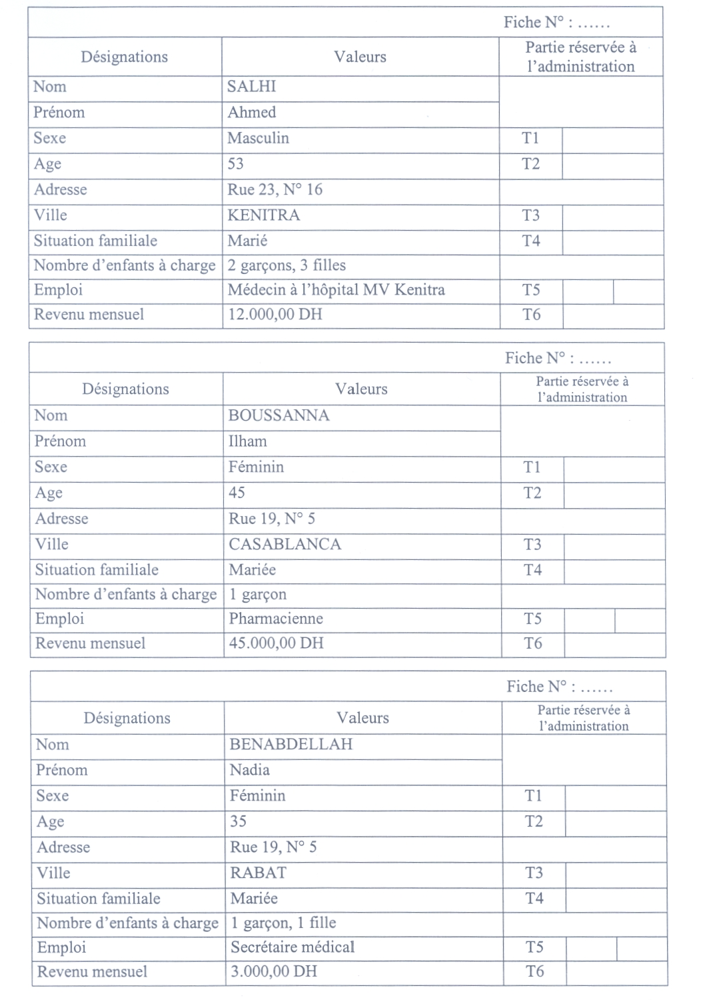 Fiche N° : ......
Désignations Valeurs Partie réservée à
l'administration
Nom SALHI
Prénom Ahmed
Sexe Masculin T1
Age 53 T2
Adresse Rue 23, N° 16
Ville KENITRA T3
Situation familiale Marié T4
Nombre d'enfants à charge 2 garçons, 3 filles
Emploi Médecin à l'hôpital MV Kenitra T5
Revenu mensuel 12.000,00 DH T6
Fiche N° : ......
Désignations Valeurs Partie réservée à
l'administration
Nom BOUSSANNA
Prénom Ilham
Sexe Féminin T1
Age 45 T2
Adresse Rue 19, N° 5
Ville CASABLANCA T3
Situation familiale Mariée T4
Nombre d'enfants à charge 1 garçon
Emploi Pharmacienne T5
Revenu mensuel 45.000,00 DH T6
Fiche N° : ......
Désignations Valeurs Partie réservée à
l'administration
Nom BENABDELLAH
Prénom Nadia
Sexe Féminin T1
Age 35 T2
Adresse Rue 19, N° 5
Ville RABAT T3
Situation familiale Mariée T4
Nombre d'enfants à charge 1 garçon, 1 fille
Emploi Secrétaire médical T5
Revenu mensuel 3.000,00 DH T6